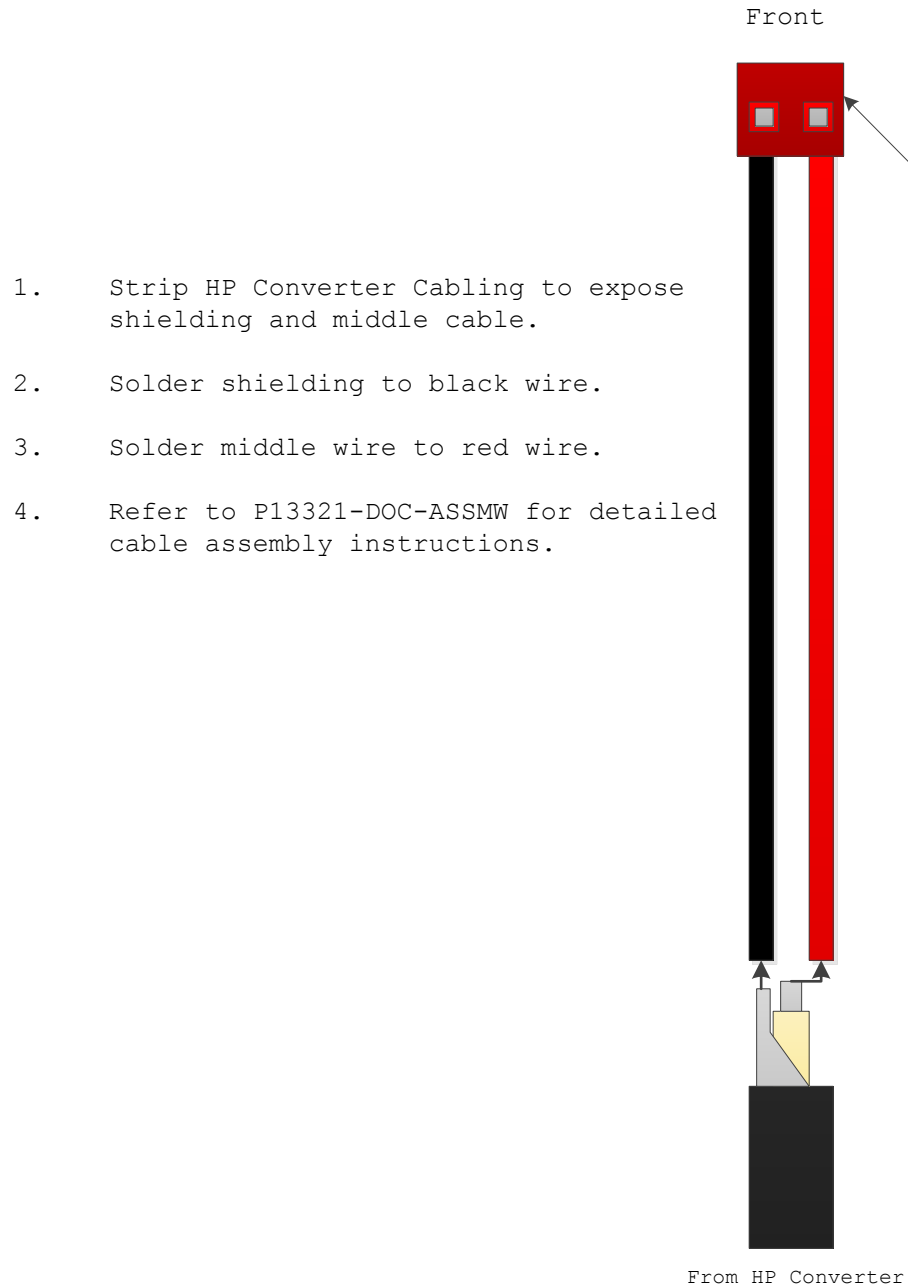 Front
1. Strip HP Converter Cabling to expose
shielding and middle cable.
2. Solder shielding to black wire.
3. Solder middle wire to red wire.
4. Refer to P13321-DOC-ASSMW for detailed
cable assembly instructions.
From HP Converter